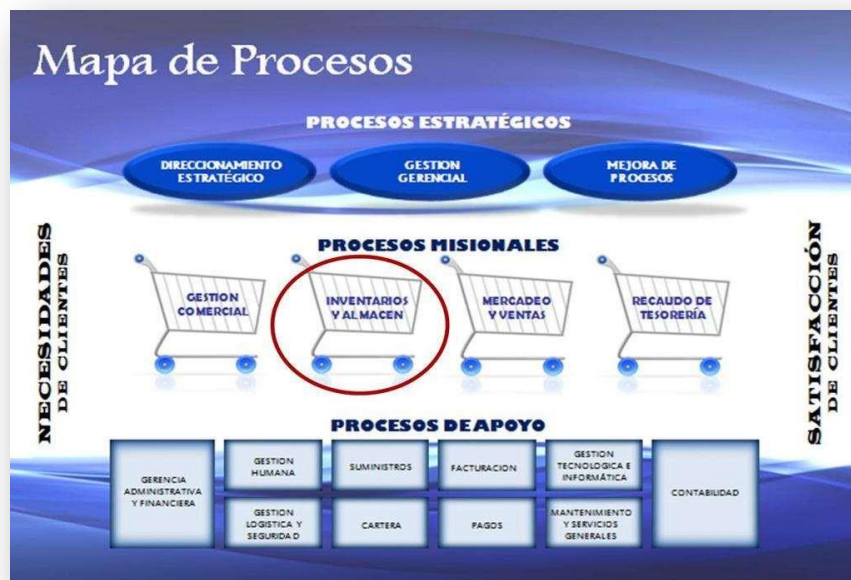 Mapa de Procesos
PROCESOS ESTRATÉGICOS
DIRECCIONAMIENTO
ESTRATÉGICO
GESTION
GERENCIAL
MEJORA DE
PROCESOS
NECESIDADES
DE CLIENTES
PROCESOS MISIONALES
GESTION
COMERCIAL
INVENTARIOS
Y ALMACEN
MERCADEO
Y VENTAS
RECAUDO DE
TESORERÍA
SATISFACCIÓN
DE CLIENTES
PROCESOS DE APOYO
GERENCIA
ADMINISTRATIVA
Y FINANCIERA
GESTION
HUMANA
SUMINISTROS
FACTURACION
GESTION
TECNOLOGICA E
INFORMÁTICA
CONTABILIDAD
GESTION
LOGISTICA Y
SEGURIDAD
CARTERA
PAGOS
MANTENIMIENTO
Y SERVICIOS
GENERALES